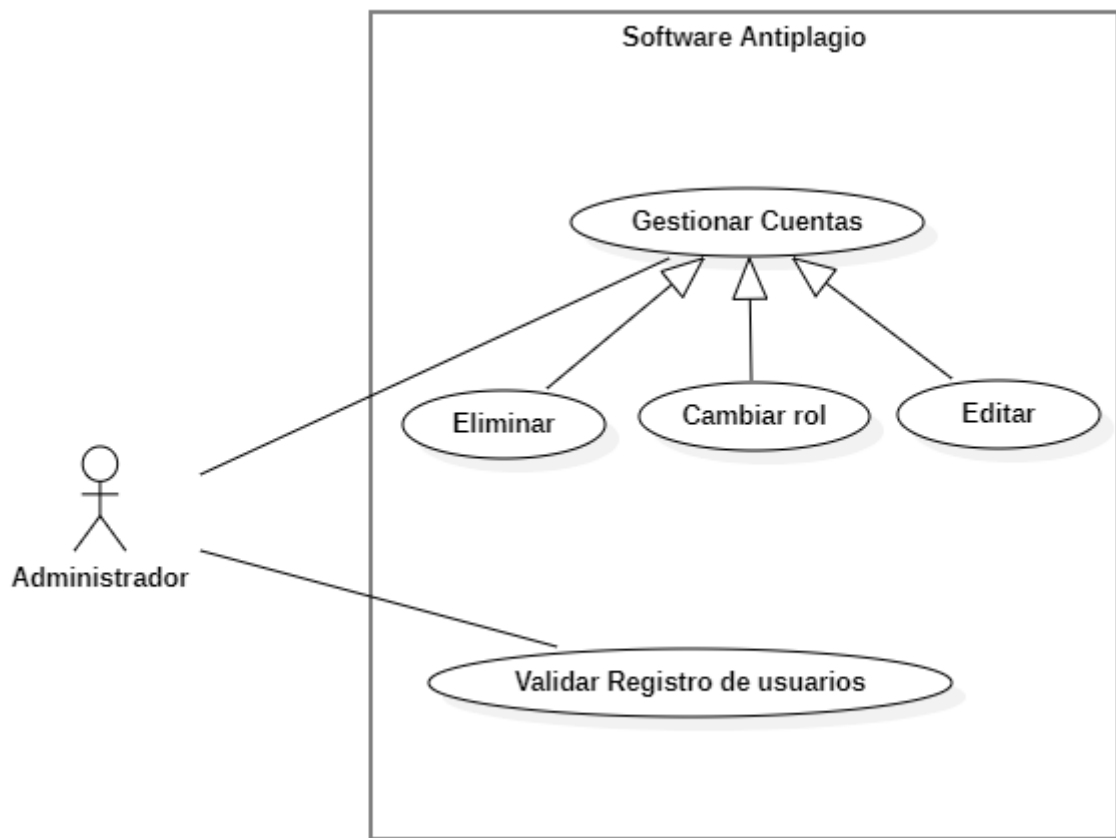 Software Antiplagio
Gestionar Cuentas
Eliminar
Cambiar rol
Editar
Administrador
Validar Registro de usuarios